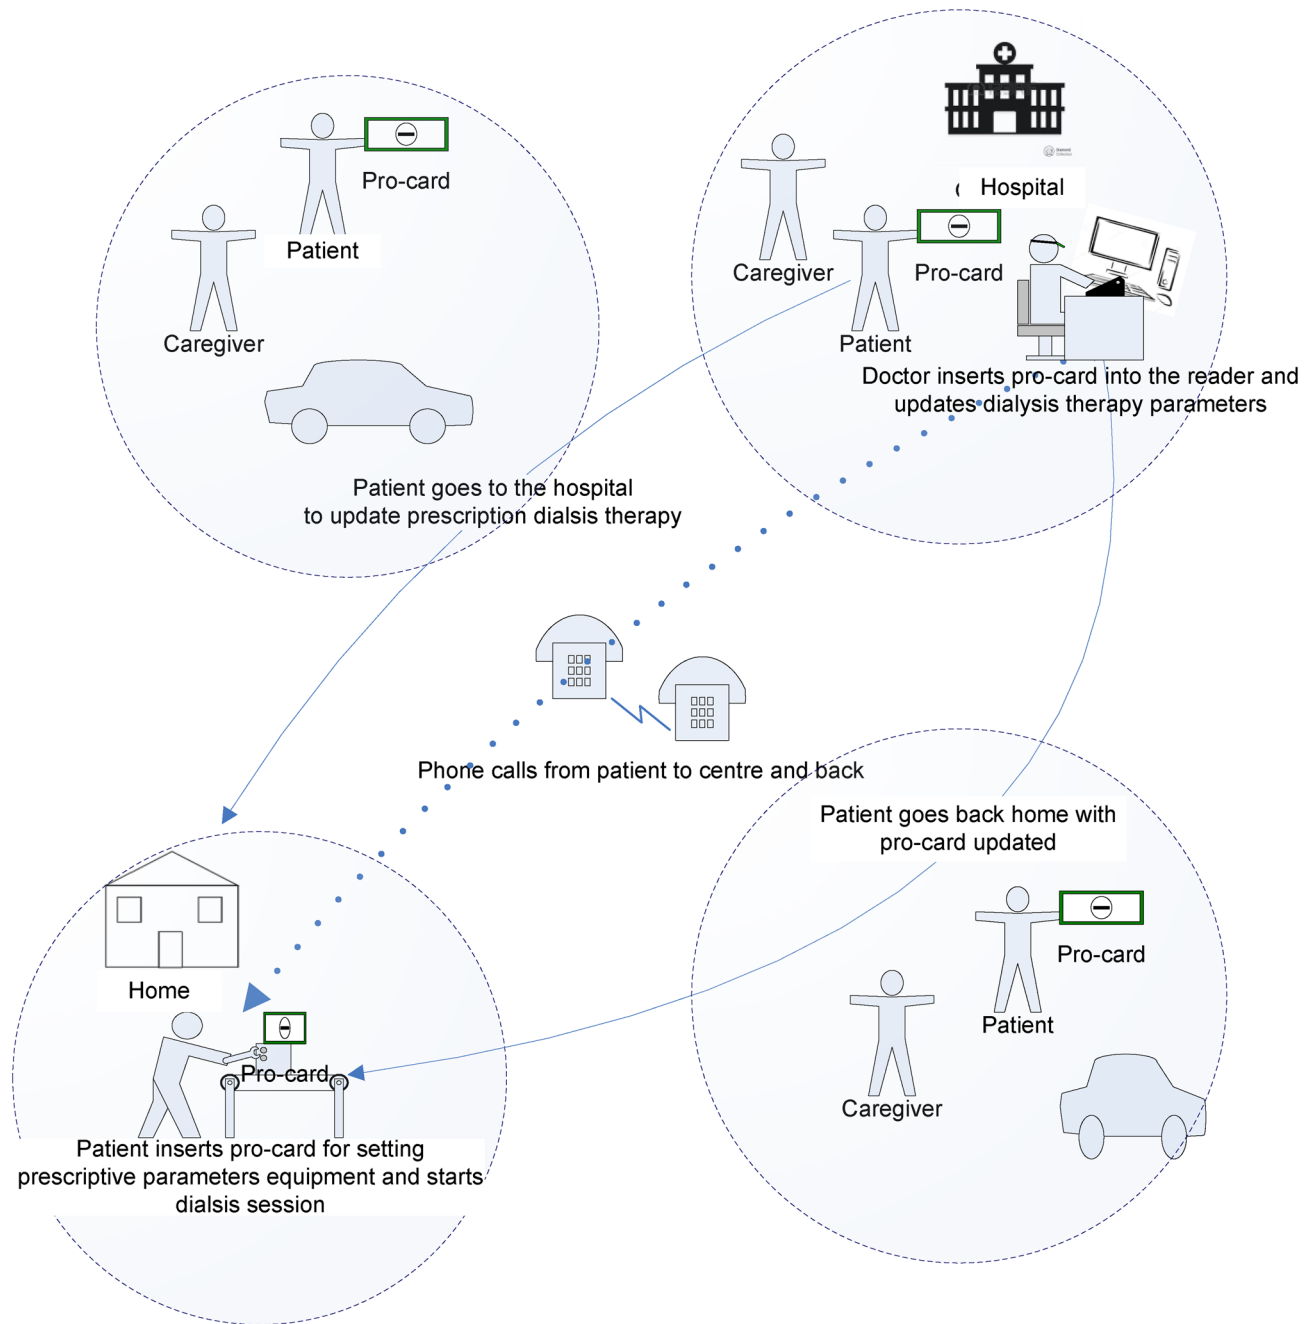 Pro-card
Patient
Caregiver
Patient goes to the hospital
to update prescription dialsis therapy
Hospital
Caregiver
Pro-card
Patient
Doctor inserts pro-card into the reader and
updates dialysis therapy parameters
Phone calls from patient to centre and back
Patient goes back home with
pro-card updated
Pro-card
Patient
Caregiver
Home
Pro-card
Patient inserts pro-card for setting
prescriptive parameters equipment and starts
dialsis session